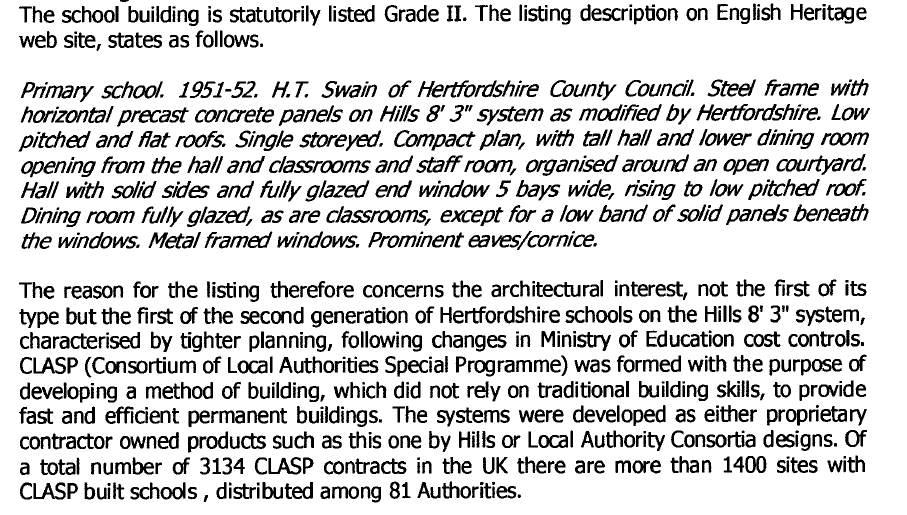 The school building is statutorily listed Grade II. The listing description on English Heritage
web site, states as follows.
Primary school. 1951-52. H.T. Swain of Hertfordshire County Council. Steel frame with
horizontal precast concrete panels on Hills 8' 3" system as modified by Hertfordshire. Low
pitched and flat roofs. Single storeyed. Compact plan, with tall hall and lower dining room
opening from the hall and classrooms and staff room, organised around an open courtyard.
Hall with solid sides and fully glazed end window 5 bays wide, rising to low pitched roof.
Dining room fully glazed, as are classrooms, except for a low band of solid panels beneath
the windows. Metal framed windows. Prominent eaves/cornice.
The reason for the listing therefore concerns the architectural interest, not the first of its
type but the first of the second generation of Hertfordshire schools on the Hills 8' 3" system,
characterised by tighter planning, following changes in Ministry of Education cost controls.
CLASP (Consortium of Local Authorities Special Programme) was formed with the purpose of
developing a method of building, which did not rely on traditional building skills, to provide
fast and efficient permanent buildings. The systems were developed as either proprietary
contractor owned products such as this one by Hills or Local Authority Consortia designs. Of
a total number of 3134 CLASP contracts in the UK there are more than 1400 sites with
CLASP built schools , distributed among 81 Authorities.